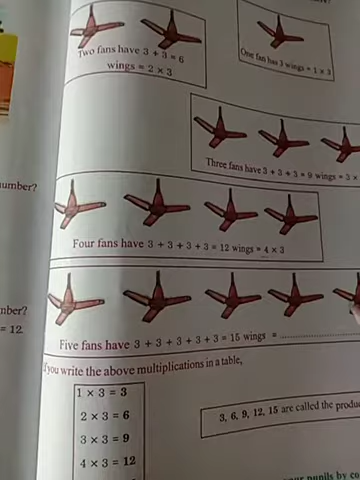 Two fans have 3 + 3 = 6
wings = 2 × 3
One fan has 3 wings = 1 × 3
Three fans have 3 + 3 + 3 = 9 wings = 3 ×
umber?
Four fans have 3 + 3 + 3 + 3 = 12 wings = 4 × 3
nber?
= 12.
Five fans have 3 + 3 + 3 + 3 + 3 = 15 wings = ........................
If you write the above multiplications in a table,
1 × 3 = 3
2 × 3 = 6
3 × 3 = 9
4 × 3 = 12
3, 6, 9, 12, 15 are called the produc
pupils by